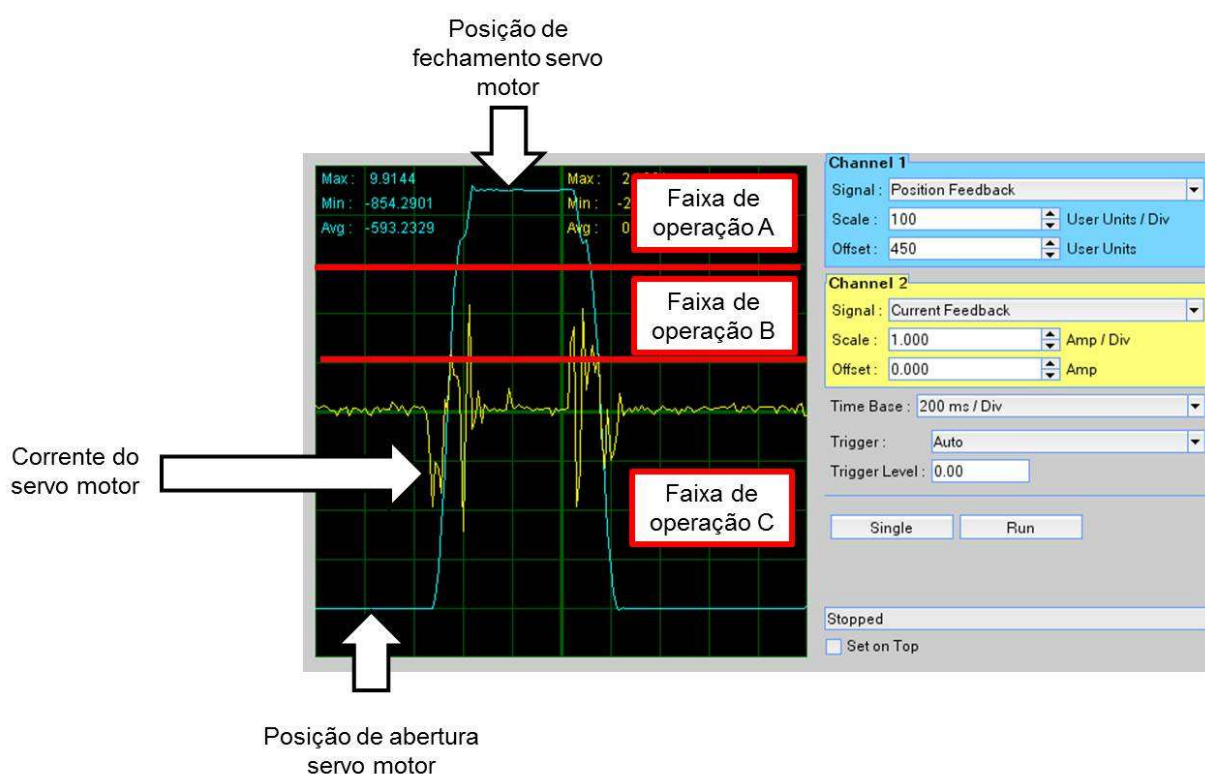 Posição de
fechamento servo
motor
Max: 9.9144
Min: -854.2901
Avg: -593.2329
Max: 2
Min: -2
Avg: 0
Faixa de
operação A
Faixa de
operação B
Faixa de
operação C
Corrente do
servo motor
Posição de abertura
servo motor
Channel 1
Signal: Position Feedback
Scale: 100 User Units / Div
Offset: 450 User Units
Channel 2
Signal: Current Feedback
Scale: 1.000 Amp / Div
Offset: 0.000 Amp
Time Base: 200 ms / Div
Trigger: Auto
Trigger Level: 0.00
Single Run
Stopped
Set on Top